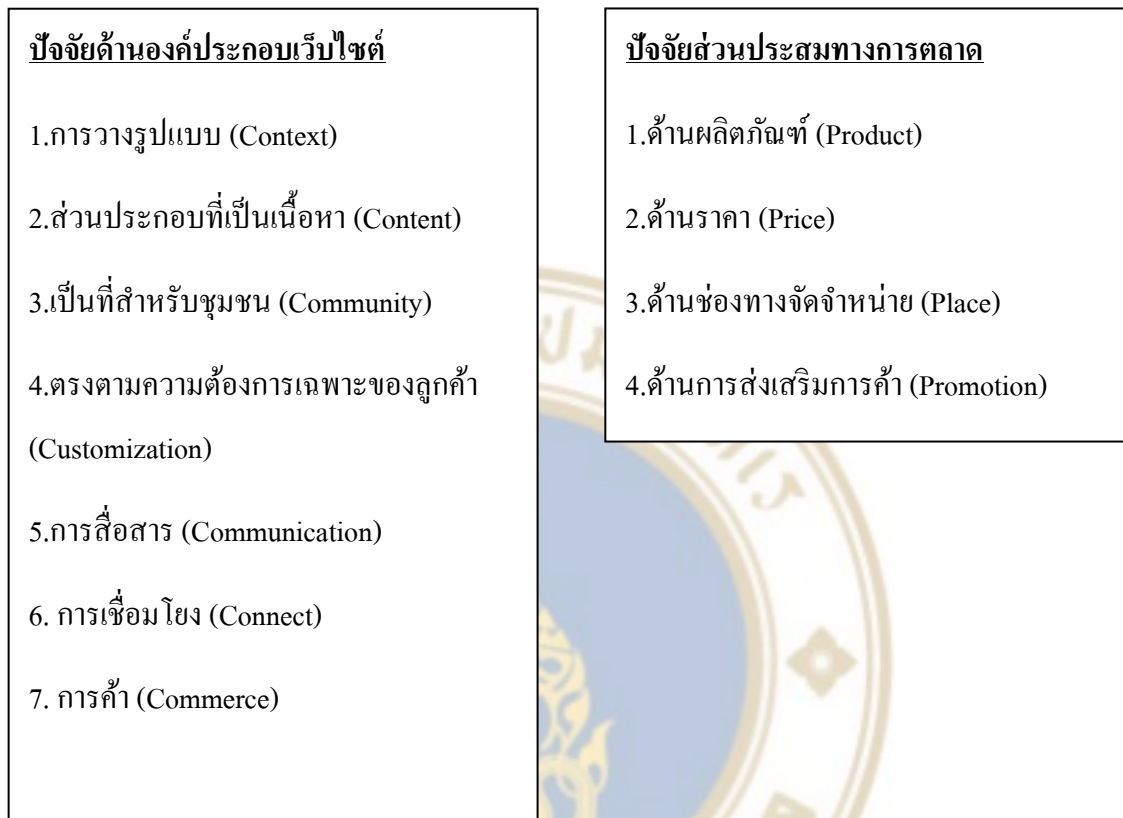 ปัจจัยด้านองค์ประกอบเว็บไซต์
1.การวางรูปแบบ (Context)
2.ส่วนประกอบที่เป็นเนื้อหา (Content)
3.เป็นที่สำหรับชุมชน (Community)
4.ตรงตามความต้องการเฉพาะของลูกค้า
(Customization)
5.การสื่อสาร (Communication)
6. การเชื่อมโยง (Connect)
7. การค้า (Commerce)
ปัจจัยส่วนประสมทางการตลาด
1.ด้านผลิตภัณฑ์ (Product)
2.ด้านราคา (Price)
3.ด้านช่องทางจัดจำหน่าย (Place)
4.ด้านการส่งเสริมการค้า (Promotion)